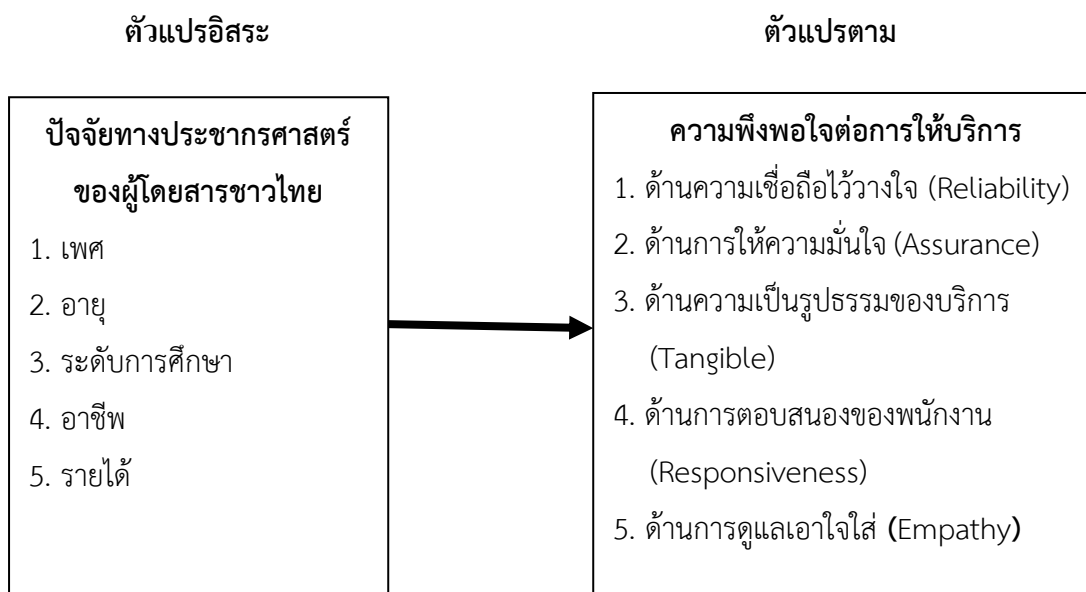 ตัวแปรอิสระ
ตัวแปรตาม
ปัจจัยทางประชากรศาสตร์
ของผู้โดยสารชาวไทย
1. เพศ
2. อายุ
3. ระดับการศึกษา
4. อาชีพ
5. รายได้
ความพึงพอใจต่อการให้บริการ
1. ด้านความเชื่อถือไว้วางใจ (Reliability)
2. ด้านการให้ความมั่นใจ (Assurance)
3. ด้านความเป็นรูปธรรมของบริการ
(Tangible)
4. ด้านการตอบสนองของพนักงาน
(Responsiveness)
5. ด้านการดูแลเอาใจใส่ (Empathy)